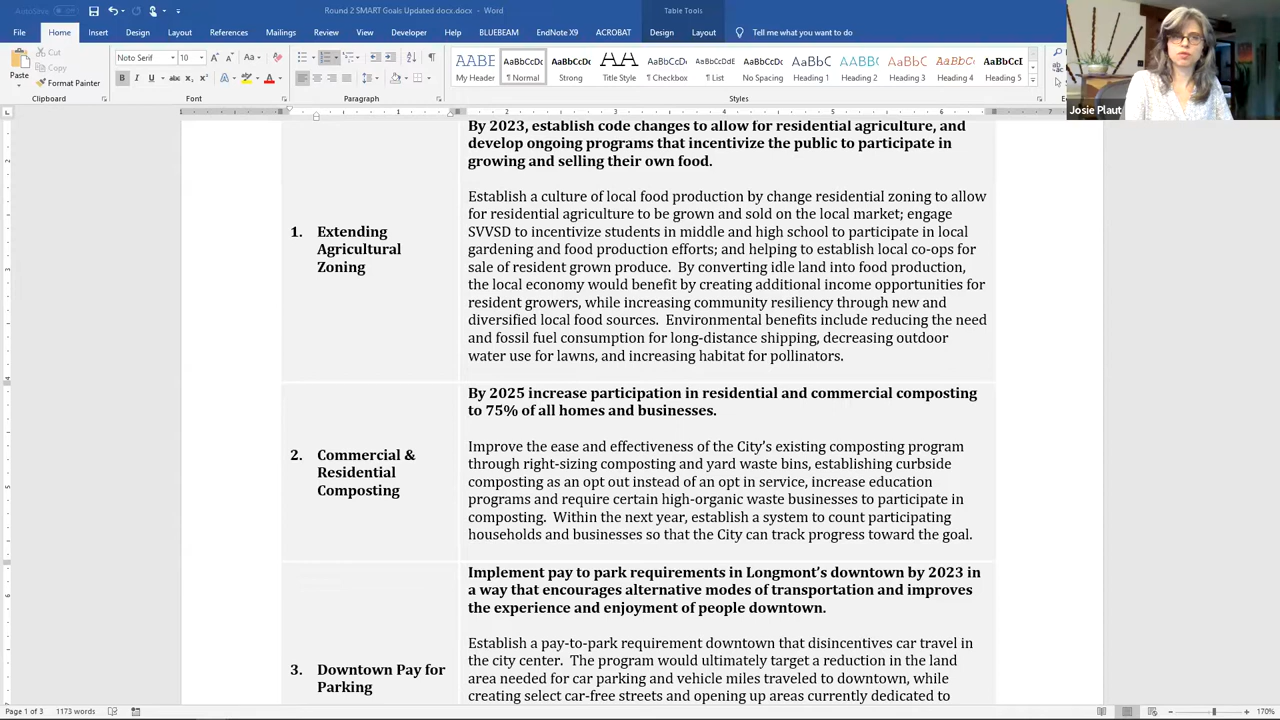 Round 2 SMART Goals Updated docx.docx - Word
Table Tools
File Home Insert Draw Design Layout References Mailings Review View Developer Help BLUEBEAM EndNote X9 ACROBAT Design Layout Tell me what you want to do
Cut
Copy
Format Painter
Paste
Noto Serif 10
My Header ¶ Normal Strong Title Style ¶ Checkbox ¶ List No Spacing Heading 1 Heading 2 Heading 3 Heading 4 Heading 5
Clipboard Font Paragraph Styles
Josie Plaut
By 2023, establish code changes to allow for residential agriculture, and
develop ongoing programs that incentivize the public to participate in
growing and selling their own food.
1. Extending
Agricultural
Zoning
Establish a culture of local food production by change residential zoning to allow
for residential agriculture to be grown and sold on the local market; engage
SVVSD to incentivize students in middle and high school to participate in local
gardening and food production efforts; and helping to establish local co-ops for
sale of resident grown produce. By converting idle land into food production,
the local economy would benefit by creating additional income opportunities for
resident growers, while increasing community resiliency through new and
diversified local food sources. Environmental benefits include reducing the need
and fossil fuel consumption for long-distance shipping, decreasing outdoor
water use for lawns, and increasing habitat for pollinators.
By 2025 increase participation in residential and commercial composting
to 75% of all homes and businesses.
2. Commercial &
Residential
Composting
Improve the ease and effectiveness of the City’s existing composting program
through right-sizing composting and yard waste bins, establishing curbside
composting as an opt out instead of an opt in service, increase education
programs and require certain high-organic waste businesses to participate in
composting. Within the next year, establish a system to count participating
households and businesses so that the City can track progress toward the goal.
Implement pay to park requirements in Longmont’s downtown by 2023 in
a way that encourages alternative modes of transportation and improves
the experience and enjoyment of people downtown.
3. Downtown Pay for
Parking
Establish a pay-to-park requirement downtown that disincentives car travel in
the city center. The program would ultimately target a reduction in the land
area needed for car parking and vehicle miles traveled to downtown, while
creating select car-free streets and opening up areas currently dedicated to
Page 1 of 3 1173 words
170%